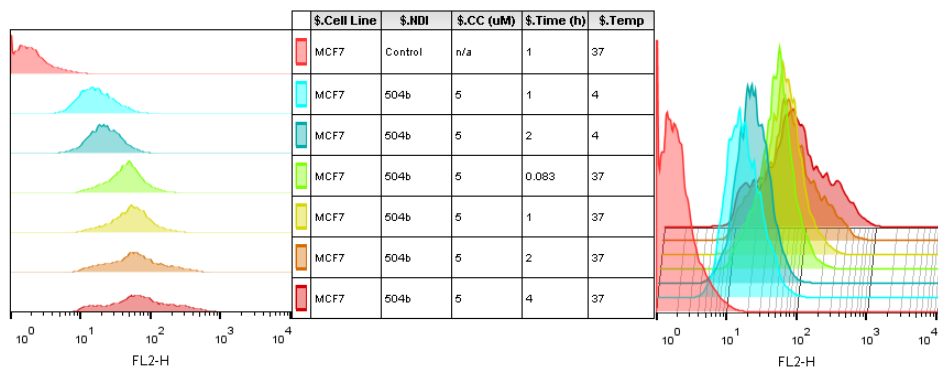 $.Cell Line $.NDI $.CC (uM) $.Time (h) $.Temp
MCF7 Control n/a 1 37
MCF7 504b 5 1 4
MCF7 504b 5 2 4
MCF7 504b 5 0.083 37
MCF7 504b 5 1 37
MCF7 504b 5 2 37
MCF7 504b 5 4 37
10^0 10^1 10^2 10^3 10^4
FL2-H
10^0 10^1 10^2 10^3 10^4
FL2-H